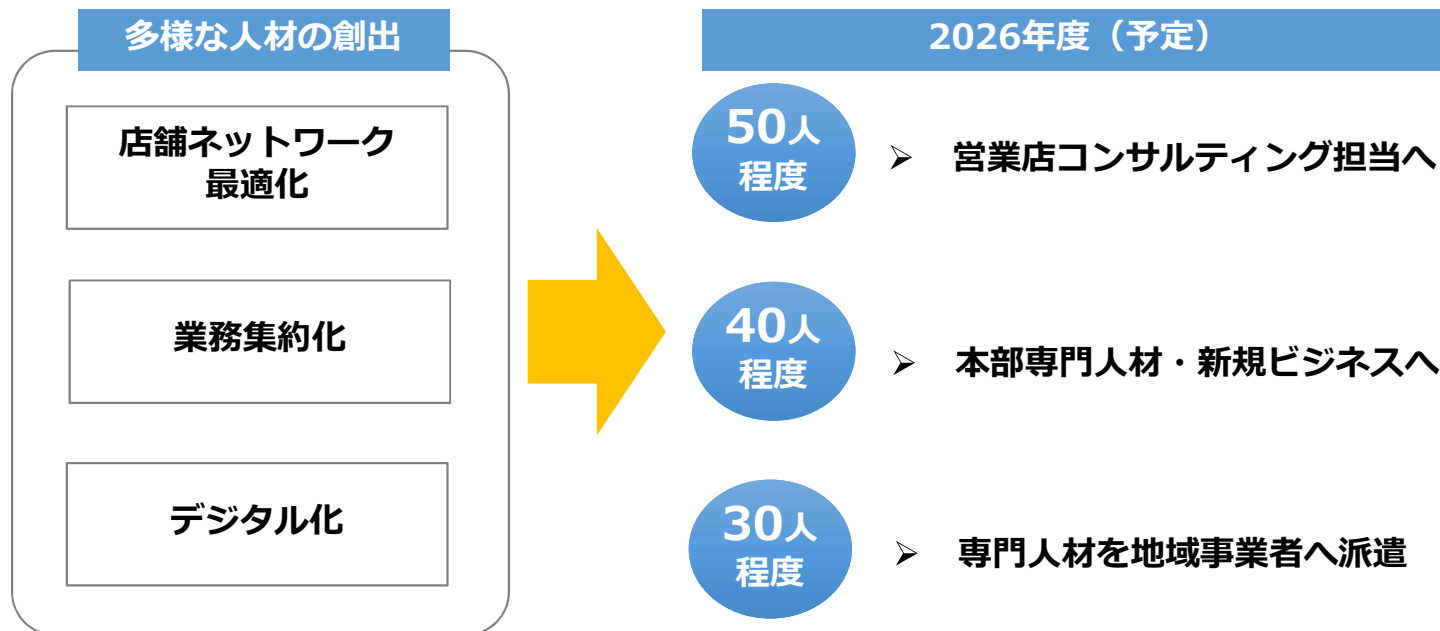 多様な人材の創出
店舗ネットワーク
最適化
業務集約化
デジタル化
2026年度（予定）
50人
程度
➢ 営業店コンサルティング担当へ
40人
程度
➢ 本部専門人材・新規ビジネスへ
30人
程度
➢ 専門人材を地域事業者へ派遣